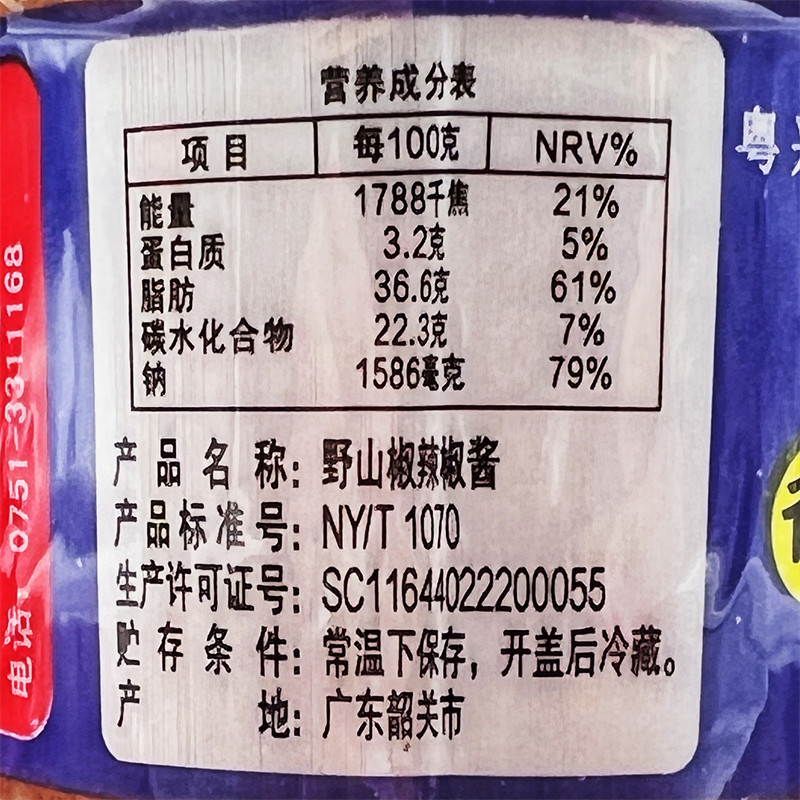 营养成分表
项目 每100克 NRV%
能量 1788千焦 21%
蛋白质 3.2克 5%
脂肪 36.6克 61%
碳水化合物 22.3克 7%
钠 1586毫克 79%
产品名称：野山椒辣椒酱
产品标准号：NY/T 1070
生产许可证号：SC11644022200055
贮存条件：常温下保存，开盖后冷藏。
产地：广东韶关市
电话：0751-3311168
粤